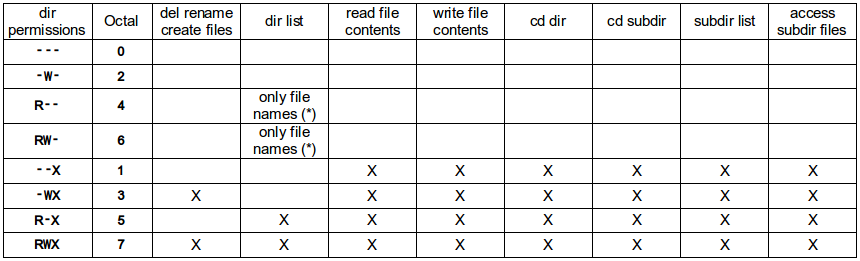 dir permissions Octal del rename create files dir list read file contents write file contents cd dir cd subdir subdir list access subdir files
--- 0
-W- 2
R-- 4 only file names (*)
RW- 6 only file names (*)
--X 1 X X X X X X
-WX 3 X X X X X X X
R-X 5 X X X X X X X
RWX 7 X X X X X X X X